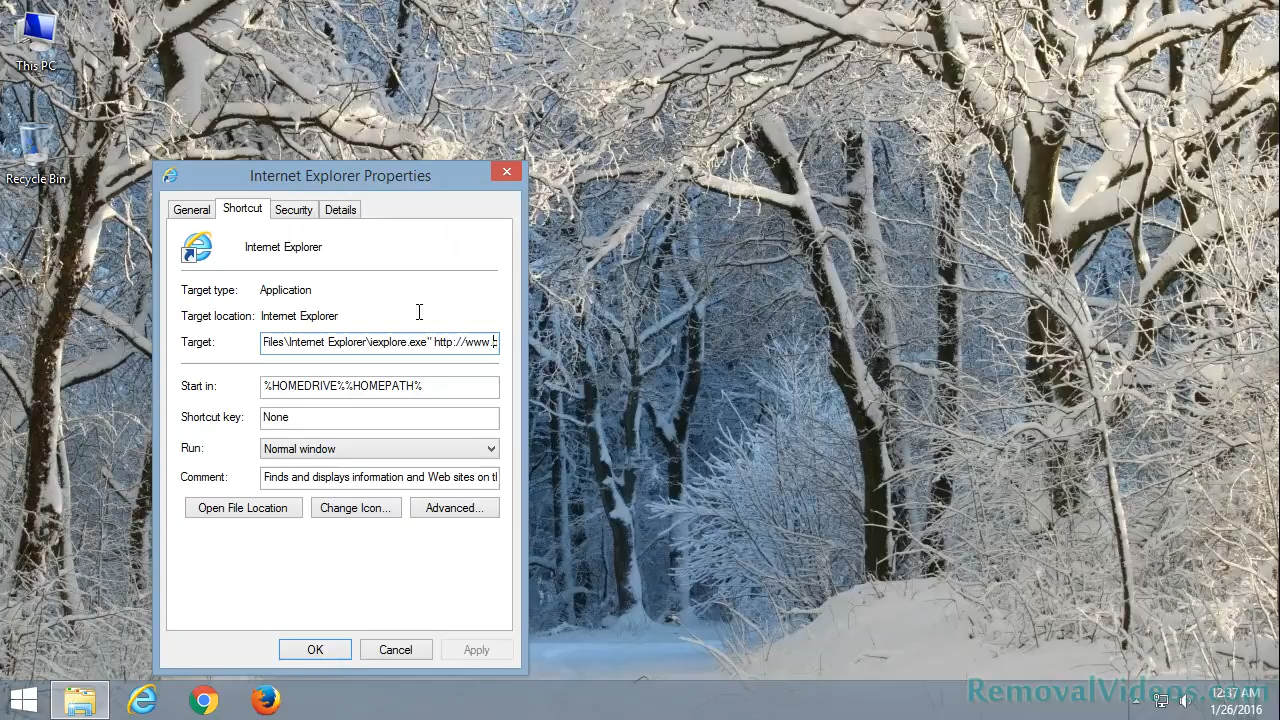 This PC
Recycle Bin
Internet Explorer Properties
General
Shortcut
Security
Details
Internet Explorer
Target type: Application
Target location: Internet Explorer
Target: Files\Internet Explorer\iexplore.exe" http://www.
Start in: %HOMEDRIVE%%HOMEPATH%
Shortcut key: None
Run: Normal window
Comment: Finds and displays information and Web sites on
Open File Location
Change Icon...
Advanced...
OK
Cancel
Apply
RemovalVideos.com
12:37 AM
1/26/2016